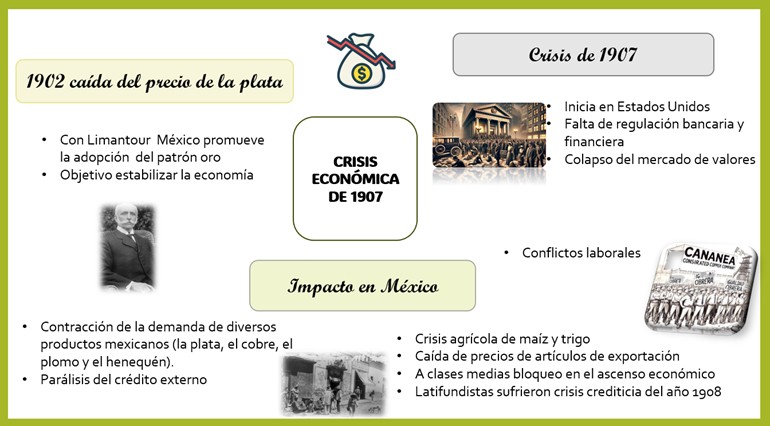 1902 caída del precio de la plata
Crisis de 1907
• Con Limantour México promueve
la adopción del patrón oro
• Objetivo estabilizar la economía
CRISIS
ECONÓMICA
DE 1907
• Inicia en Estados Unidos
• Falta de regulación bancaria y
financiera
• Colapso del mercado de valores
• Conflictos laborales
CANANEA
Impacto en México
• Contracción de la demanda de diversos
productos mexicanos (la plata, el cobre, el
plomo y el henequén).
• Parálisis del crédito externo
• Crisis agrícola de maíz y trigo
• Caída de precios de artículos de exportación
• A clases medias bloqueo en el ascenso económico
• Latifundistas sufrieron crisis crediticia del año 1908